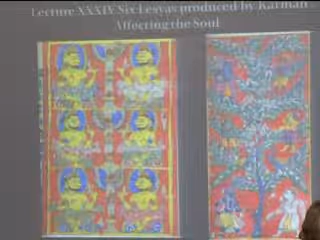 Lecture XXXIV Six Lesyas produced by Karman
Affecting the Soul